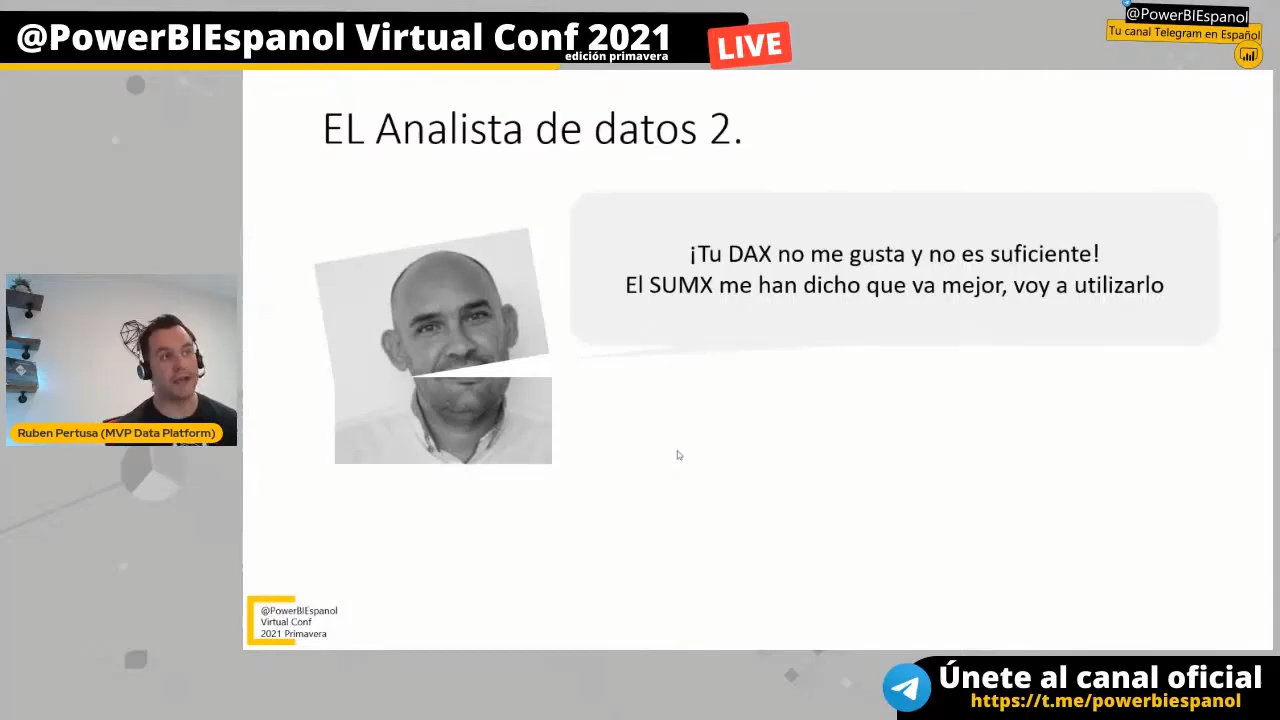 @PowerBIEspanol Virtual Conf 2021
edición primavera
LIVE
@PowerBIEspanol
Tu canal Telegram en Español
EL Analista de datos 2.
¡Tu DAX no me gusta y no es suficiente!
El SUMX me han dicho que va mejor, voy a utilizarlo
Ruben Pertusa (MVP Data Platform)
@PowerBIEspanol
Virtual Conf
2021 Primavera
Únete al canal oficial
https://t.me/powerbiespanol